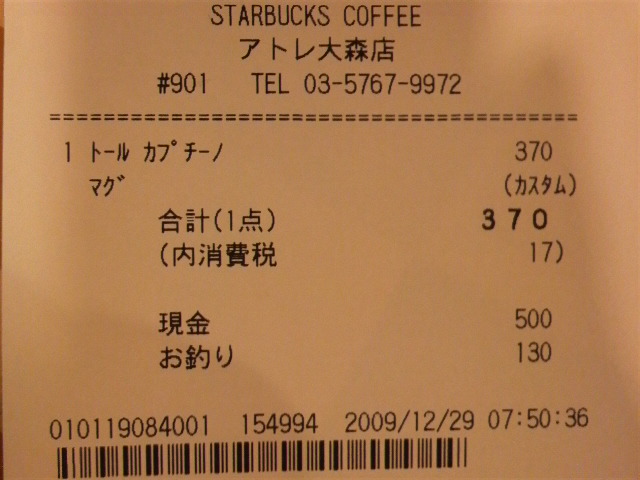 STARBUCKS COFFEE
アトレ大森店
#901 TEL 03-5767-9972
========================================
1 ﾄｰﾙ ｶﾌﾟﾁｰﾉ 370
ﾏｸﾞ (ｶｽﾀﾑ)
合計(1点) 370
(内消費税 17)
現金 500
お釣り 130
010119084001 154994 2009/12/29 07:50:36